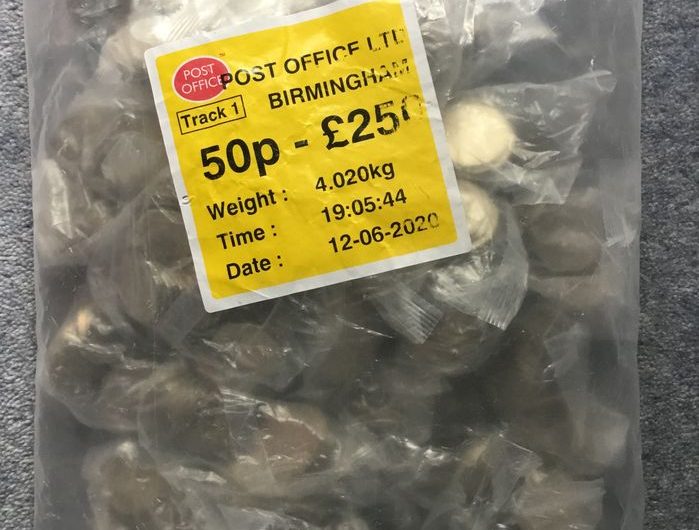 POST OFFICE
POST OFFICE LTD
BIRMINGHAM
Track 1
50p - £250
Weight : 4.020kg
Time : 19:05:44
Date : 12-06-2020